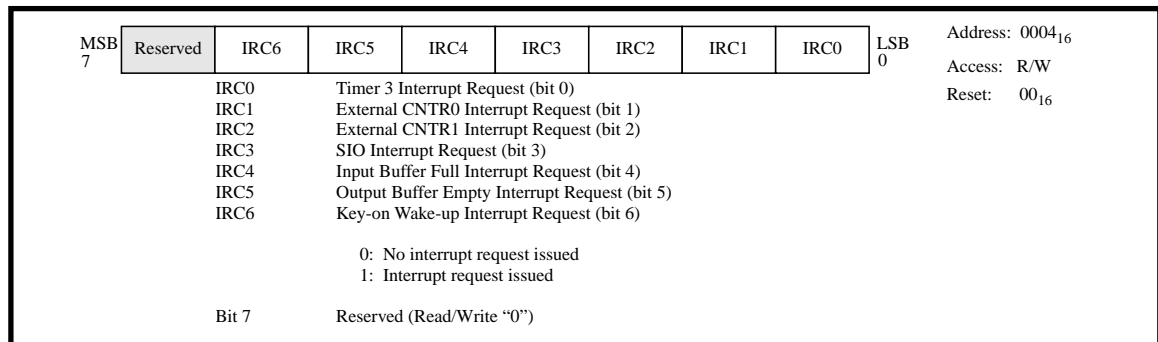 MSB Reserved IRC6 IRC5 IRC4 IRC3 IRC2 IRC1 IRC0 LSB
7 0
Address: 0004₁₆
Access: R/W
Reset: 00₁₆
IRC0 Timer 3 Interrupt Request (bit 0)
IRC1 External CNTR0 Interrupt Request (bit 1)
IRC2 External CNTR1 Interrupt Request (bit 2)
IRC3 SIO Interrupt Request (bit 3)
IRC4 Input Buffer Full Interrupt Request (bit 4)
IRC5 Output Buffer Empty Interrupt Request (bit 5)
IRC6 Key-on Wake-up Interrupt Request (bit 6)
0: No interrupt request issued
1: Interrupt request issued
Bit 7 Reserved (Read/Write “0”)